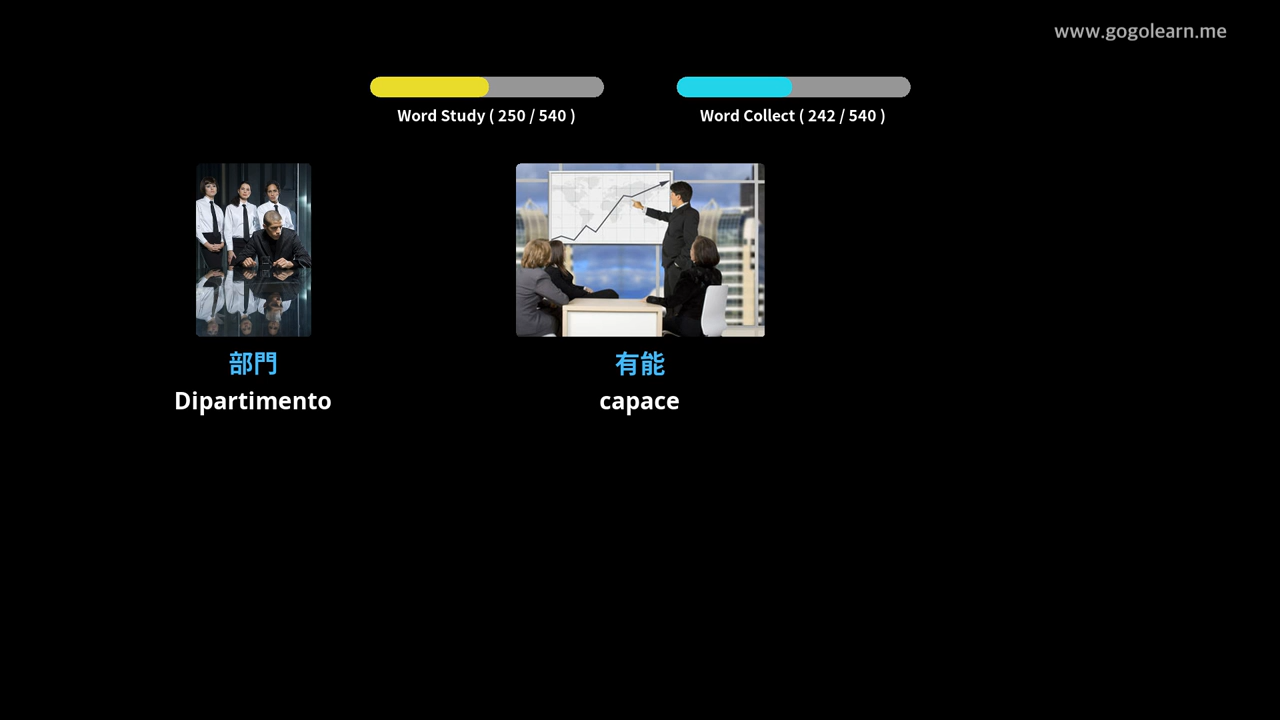 www.gogolearn.me
Word Study ( 250 / 540 )
Word Collect ( 242 / 540 )
部門
Dipartimento
有能
capace